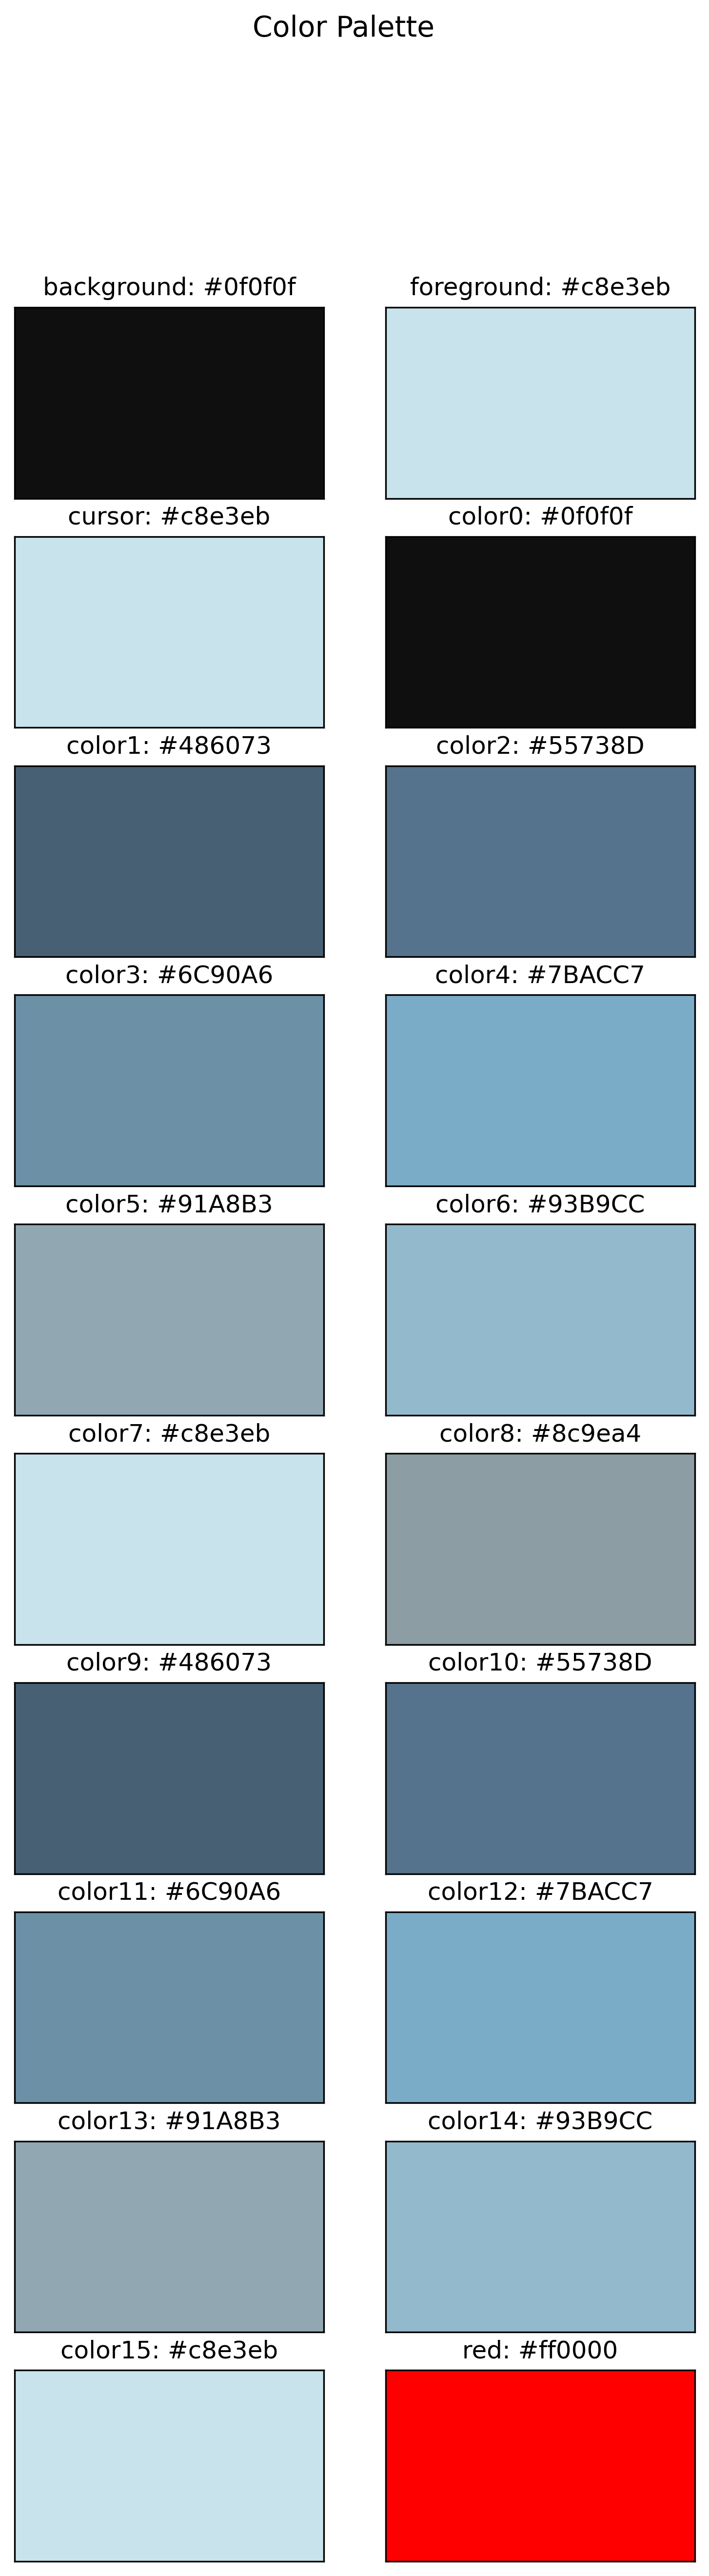 Color Palette
background: #0f0f0f
foreground: #c8e3eb
cursor: #c8e3eb
color0: #0f0f0f
color1: #486073
color2: #55738D
color3: #6C90A6
color4: #7BACC7
color5: #91A8B3
color6: #93B9CC
color7: #c8e3eb
color8: #8c9ea4
color9: #486073
color10: #55738D
color11: #6C90A6
color12: #7BACC7
color13: #91A8B3
color14: #93B9CC
color15: #c8e3eb
red: #ff0000